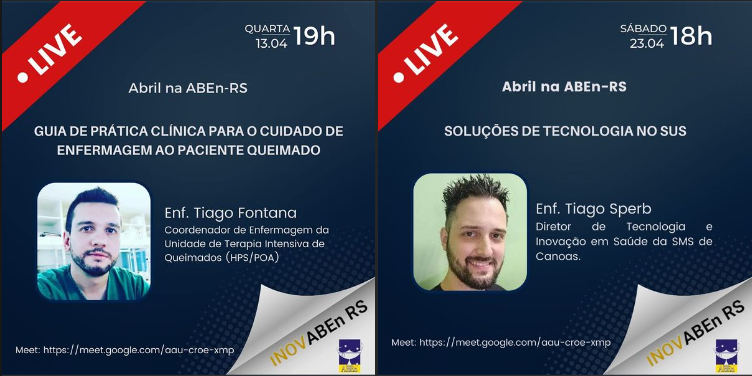 LIVE
QUARTA
13.04
19h
Abril na ABEn-RS
GUIA DE PRÁTICA CLÍNICA PARA O CUIDADO DE
ENFERMAGEM AO PACIENTE QUEIMADO
Enf. Tiago Fontana
Coordenador de Enfermagem da
Unidade de Terapia Intensiva de
Queimados (HPS/POA)
Meet: https://meet.google.com/aau-croe-xmp
INOVABEn RS
LIVE
SÁBADO
23.04
18h
Abril na ABEn-RS
SOLUÇÕES DE TECNOLOGIA NO SUS
Enf. Tiago Sperb
Diretor de Tecnologia e
Inovação em Saúde da SMS de
Canoas.
Meet: https://meet.google.com/aau-croe-xmp
INOVABEn RS